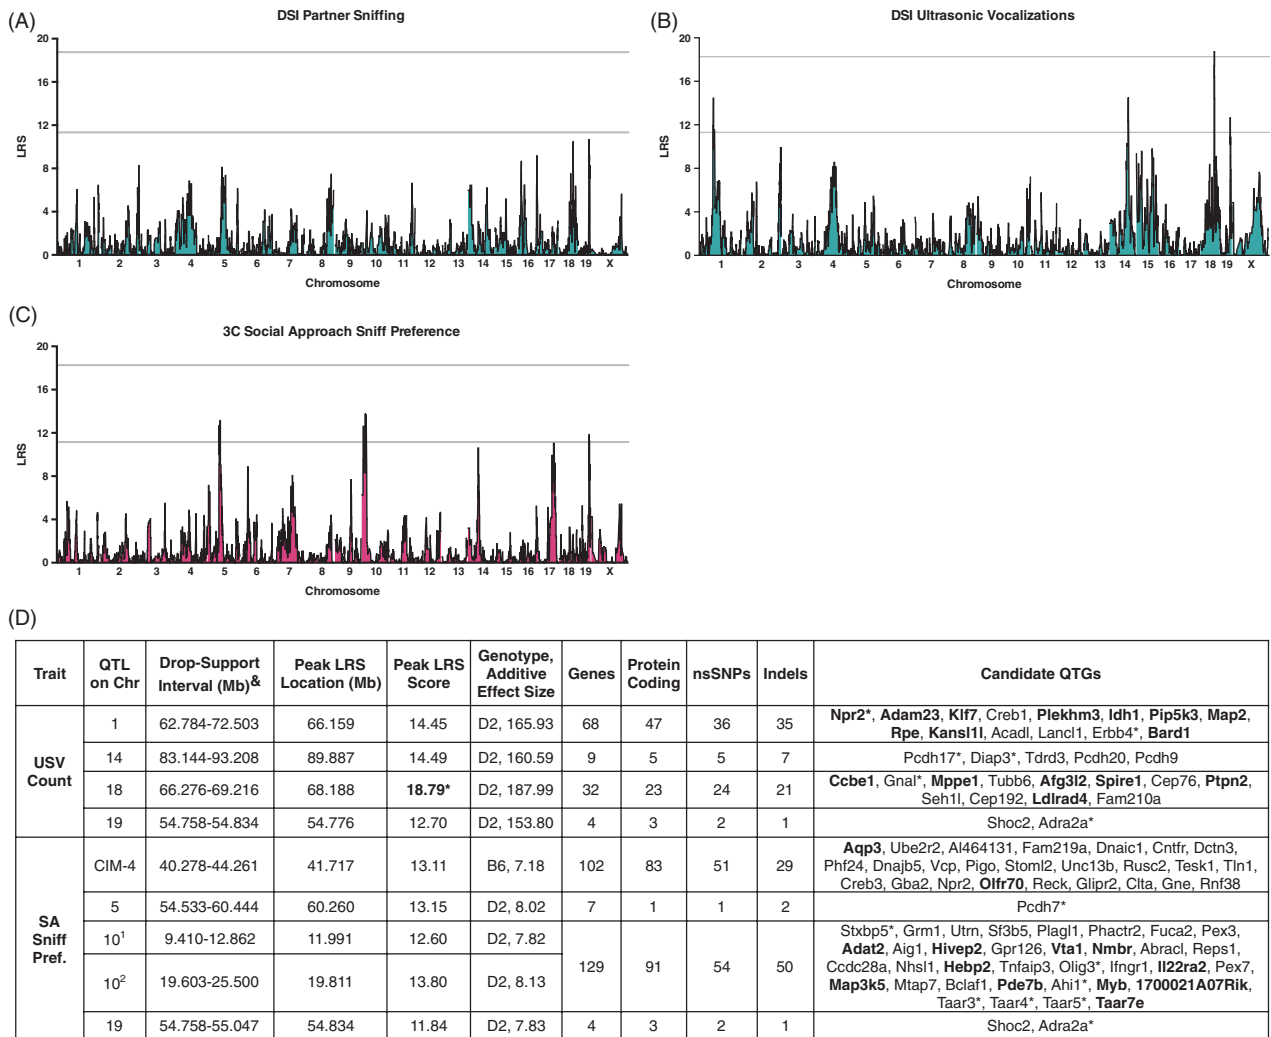 (A)
DSI Partner Sniffing
20
16
12
8
4
0
LRS
1 2 3 4 5 6 7 8 9 10 11 12 13 14 15 16 17 18 19 X
Chromosome
(B)
DSI Ultrasonic Vocalizations
20
16
12
8
4
0
LRS
1 2 3 4 5 6 7 8 9 10 11 12 13 14 15 16 17 18 19 X
Chromosome
(C)
3C Social Approach Sniff Preference
20
16
12
8
4
0
LRS
1 2 3 4 5 6 7 8 9 10 11 12 13 14 15 16 17 18 19 X
Chromosome
(D)
Trait
QTL
on Chr
Drop-Support
Interval (Mb)&
Peak LRS
Location (Mb)
Peak LRS
Score
Genotype,
Additive
Effect Size
Genes
Protein
Coding
nsSNPs
Indels
Candidate QTGs
USV
Count
1 62.784-72.503 66.159 14.45 D2, 165.93 68 47 36 35
Npr2*, Adam23, Klf7, Creb1, Plekhm3, Idh1, Pip5k3, Map2,
Rpe, Kansl1l, Acadl, Lancl1, Erbb4*, Bard1
14 83.144-93.208 89.887 14.49 D2, 160.59 9 5 5 7 Pcdh17*, Diap3*, Tdrd3, Pcdh20, Pcdh9
18 66.276-69.216 68.188 18.79* D2, 187.99 32 23 24 21
Ccbe1, Gnal*, Mppe1, Tubb6, Afg3l2, Spire1, Cep76, Ptpn2,
Seh1l, Cep192, Ldlrad4, Fam210a
19 54.758-54.834 54.776 12.70 D2, 153.80 4 3 2 1 Shoc2, Adra2a*
SA
Sniff
Pref.
CIM-4 40.278-44.261 41.717 13.11 B6, 7.18 102 83 51 29
Aqp3, Ube2r2, AI464131, Fam219a, Dnaic1, Cntfr, Dctn3,
Phf24, Dnajb5, Vcp, Pigo, Stoml2, Unc13b, Rusc2, Tesk1, Tln1,
Creb3, Gba2, Npr2, Olfr70, Reck, Glipr2, Clta, Gne, Rnf38
5 54.533-60.444 60.260 13.15 D2, 8.02 7 1 1 2 Pcdh7*
10¹ 9.410-12.862 11.991 12.60 D2, 7.82
10² 19.603-25.500 19.811 13.80 D2, 8.13
129 91 54 50
Stxbp5*, Grm1, Utrn, Sf3b5, Plagl1, Phactr2, Fuca2, Pex3,
Adat2, Aig1, Hivep2, Gpr126, Vta1, Nmbr, Abracl, Reps1,
Ccdc28a, Nhsl1, Hebp2, Tnfaip3, Olig3*, Ifngr1, Il22ra2, Pex7,
Map3k5, Mtap7, Bclaf1, Pde7b, Ahi1*, Myb, 1700021A07Rik,
Taar3*, Taar4*, Taar5*, Taar7e
19 54.758-55.047 54.834 11.84 D2, 7.83 4 3 2 1 Shoc2, Adra2a*